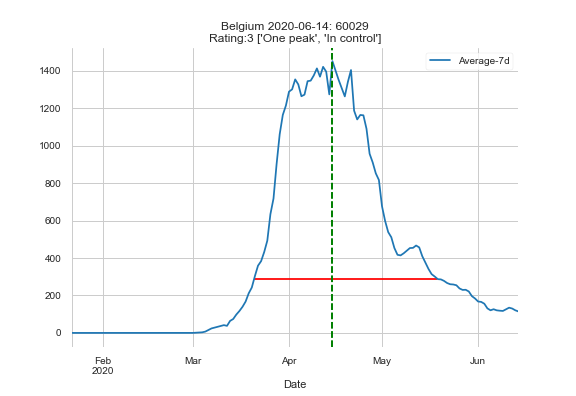 Belgium 2020-06-14: 60029
Rating:3 ['One peak', 'In control']
Average-7d
1400
1200
1000
800
600
400
200
0
Feb
2020
Mar
Apr
May
Jun
Date